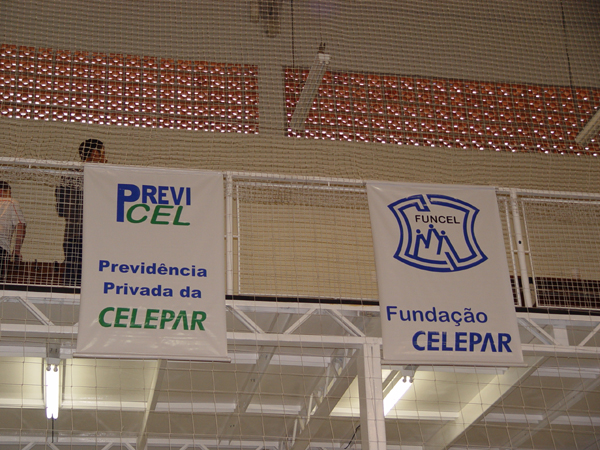 PREVI
CEL
Previdência
Privada da
CELEPAR
FUNCEL
Fundação
CELEPAR